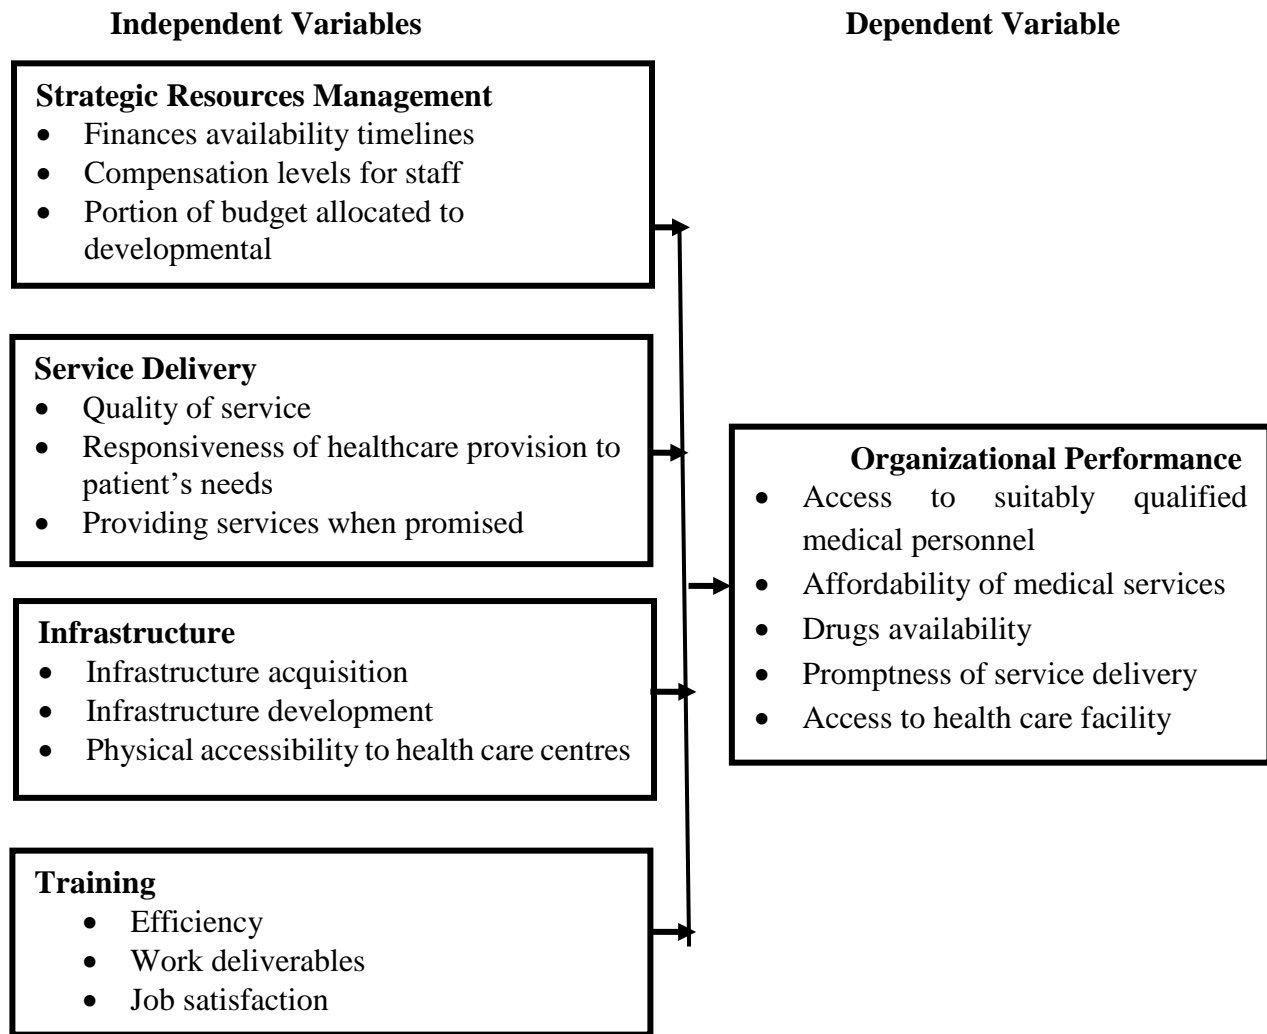 Independent Variables
Dependent Variable
Strategic Resources Management
• Finances availability timelines
• Compensation levels for staff
• Portion of budget allocated to
developmental
Service Delivery
• Quality of service
• Responsiveness of healthcare provision to
patient’s needs
• Providing services when promised
Infrastructure
• Infrastructure acquisition
• Infrastructure development
• Physical accessibility to health care centres
Training
• Efficiency
• Work deliverables
• Job satisfaction
Organizational Performance
• Access to suitably qualified
medical personnel
• Affordability of medical services
• Drugs availability
• Promptness of service delivery
• Access to health care facility